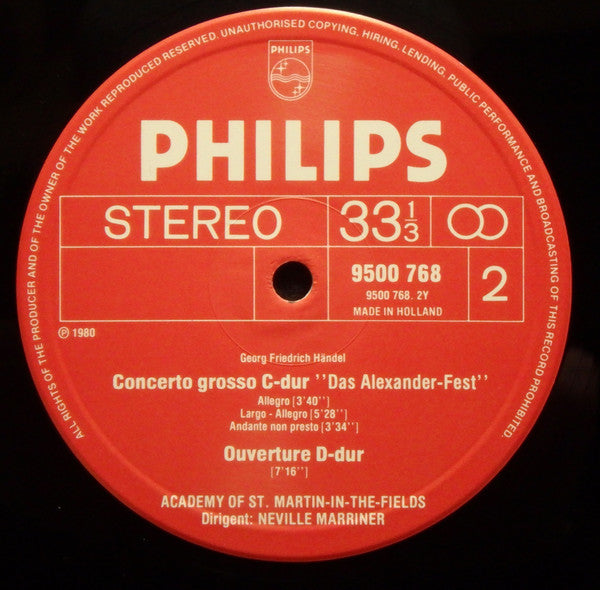 ALL RIGHTS OF THE PRODUCER AND OF THE OWNER OF THE WORK REPRODUCED RESERVED. UNAUTHORISED COPYING, HIRING, LENDING, PUBLIC PERFORMANCE AND BROADCASTING OF THIS RECORD PROHIBITED.
PHILIPS
PHILIPS
STEREO 33 1/3
9500 768
9500 768. 2Y
MADE IN HOLLAND
2
℗ 1980
Georg Friedrich Händel
Concerto grosso C-dur ''Das Alexander-Fest''
Allegro [3'40'']
Largo - Allegro [5'28'']
Andante non presto [3'34'']
Ouverture D-dur
[7'16'']
ACADEMY OF ST. MARTIN-IN-THE-FIELDS
Dirigent: NEVILLE MARRINER